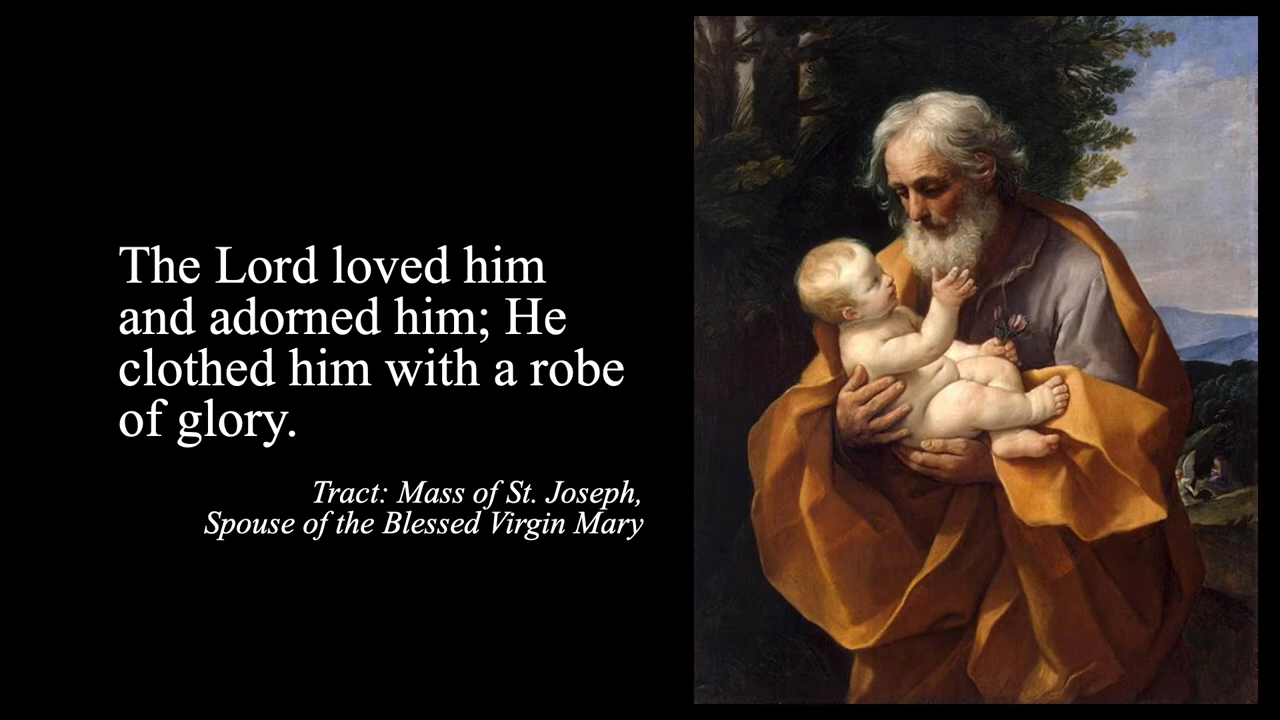 The Lord loved him
and adorned him; He
clothed him with a robe
of glory.
Tract: Mass of St. Joseph,
Spouse of the Blessed Virgin Mary